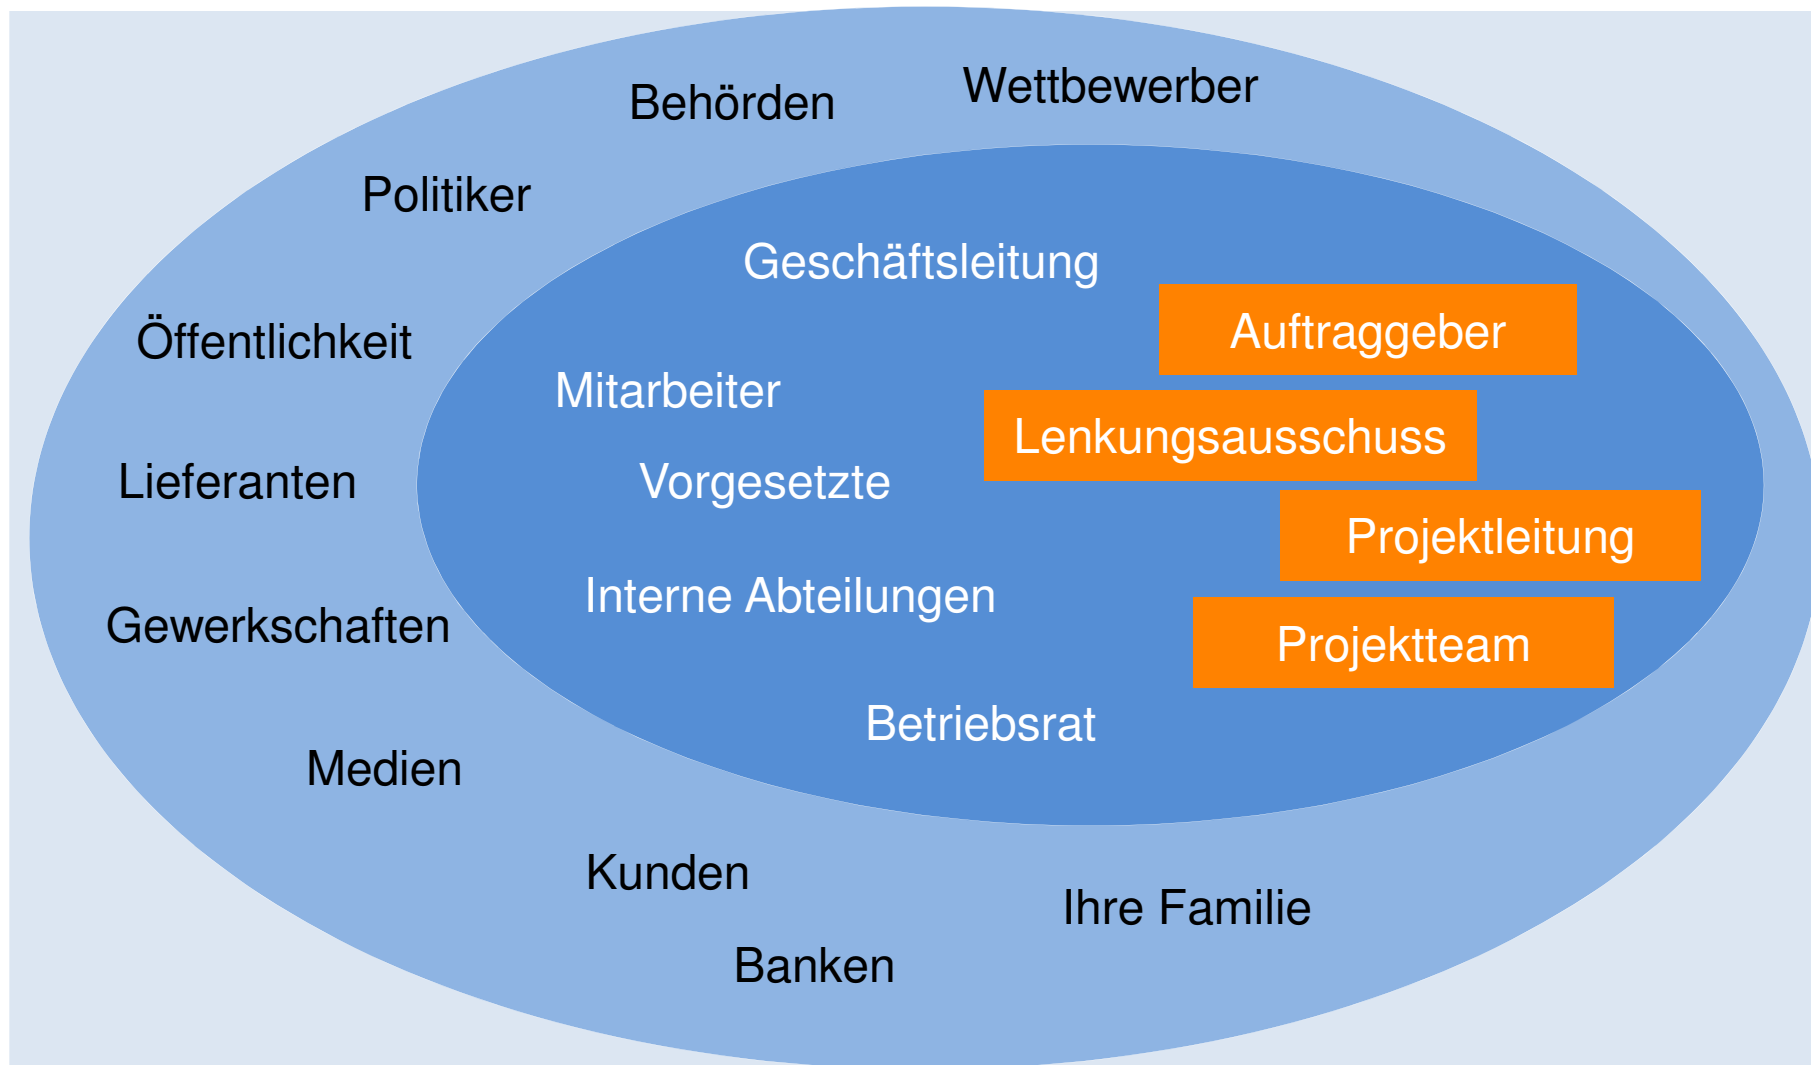 Behörden
Wettbewerber
Politiker
Geschäftsleitung
Auftraggeber
Öffentlichkeit
Mitarbeiter
Lenkungsausschuss
Lieferanten
Vorgesetzte
Projektleitung
Interne Abteilungen
Gewerkschaften
Projektteam
Betriebsrat
Medien
Kunden
Ihre Familie
Banken